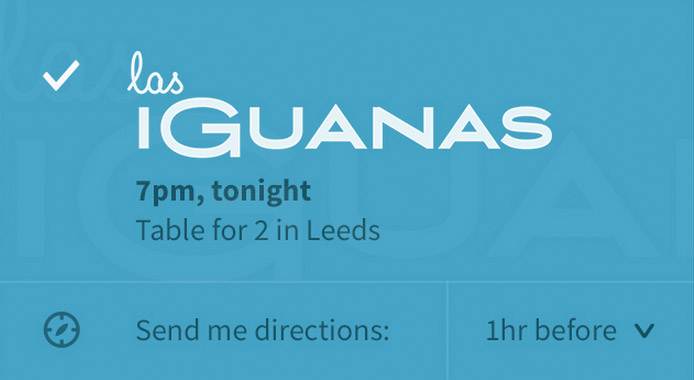 las
IGUANAS
7pm, tonight
Table for 2 in Leeds
Send me directions:
1hr before